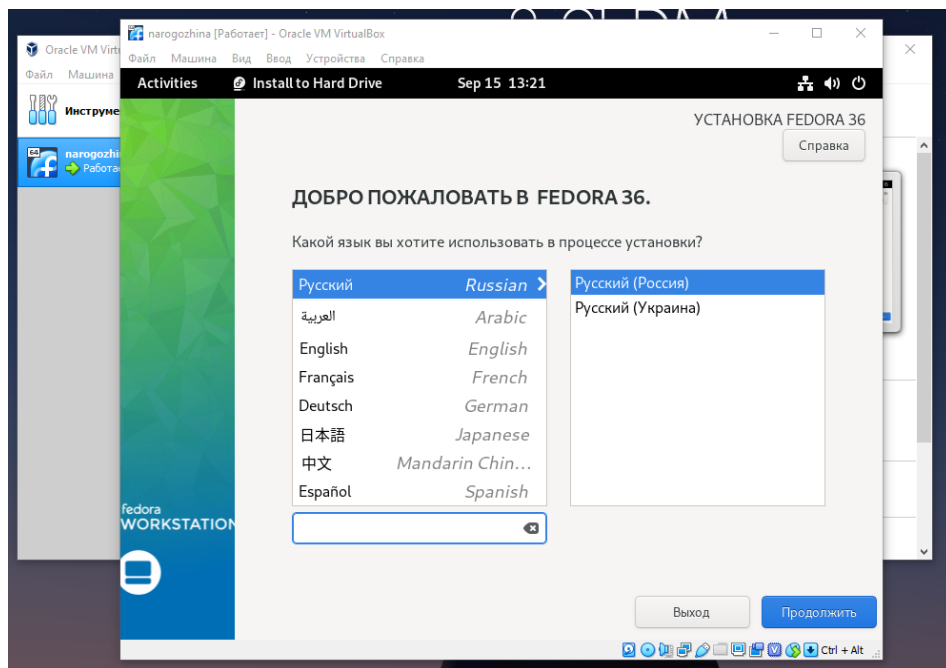 narogozhina [Работает] - Oracle VM VirtualBox
Файл Машина Вид Ввод Устройства Справка
Oracle VM
Файл Машина
narogozhi
Activities Install to Hard Drive Sep 15 13:21
УСТАНОВКА FEDORA 36
Справка
ДОБРО ПОЖАЛОВАТЬ В FEDORA 36.
Какой язык вы хотите использовать в процессе установки?
Русский Russian
العربية Arabic
English English
Français French
Deutsch German
日本語 Japanese
中文 Mandarin Chin...
Español Spanish
Русский (Россия)
Русский (Украина)
fedora
WORKSTATION
Выход Продолжить
Ctrl + Alt